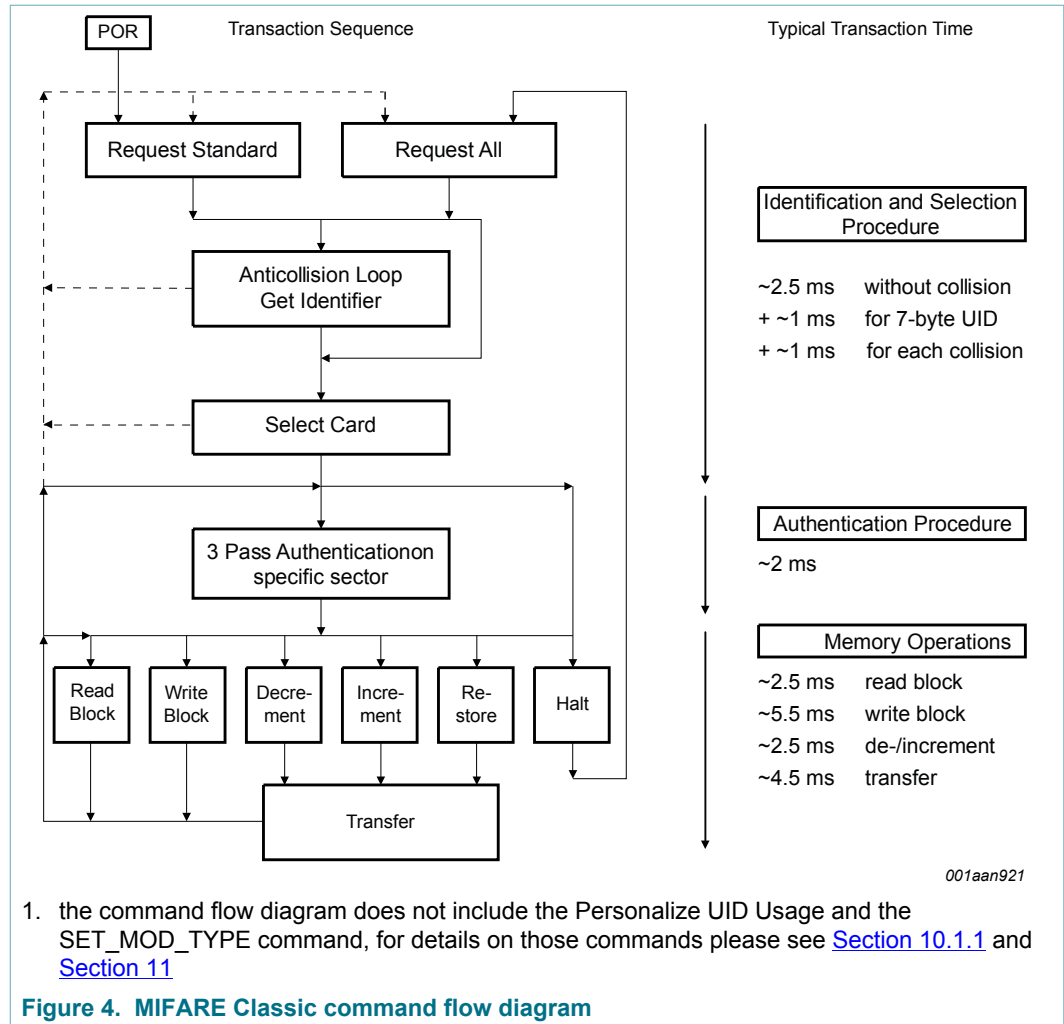 POR
Transaction Sequence
Typical Transaction Time
Request Standard
Request All
Identification and Selection
Procedure
Anticollision Loop
Get Identifier
~2.5 ms without collision
+ ~1 ms for 7-byte UID
+ ~1 ms for each collision
Select Card
Authentication Procedure
3 Pass Authenticationon
specific sector
~2 ms
Memory Operations
Read
Block
Write
Block
Decre-
ment
Incre-
ment
Re-
store
Halt
~2.5 ms read block
~5.5 ms write block
~2.5 ms de-/increment
~4.5 ms transfer
Transfer
001aan921
1. the command flow diagram does not include the Personalize UID Usage and the
SET_MOD_TYPE command, for details on those commands please see Section 10.1.1 and
Section 11
Figure 4. MIFARE Classic command flow diagram